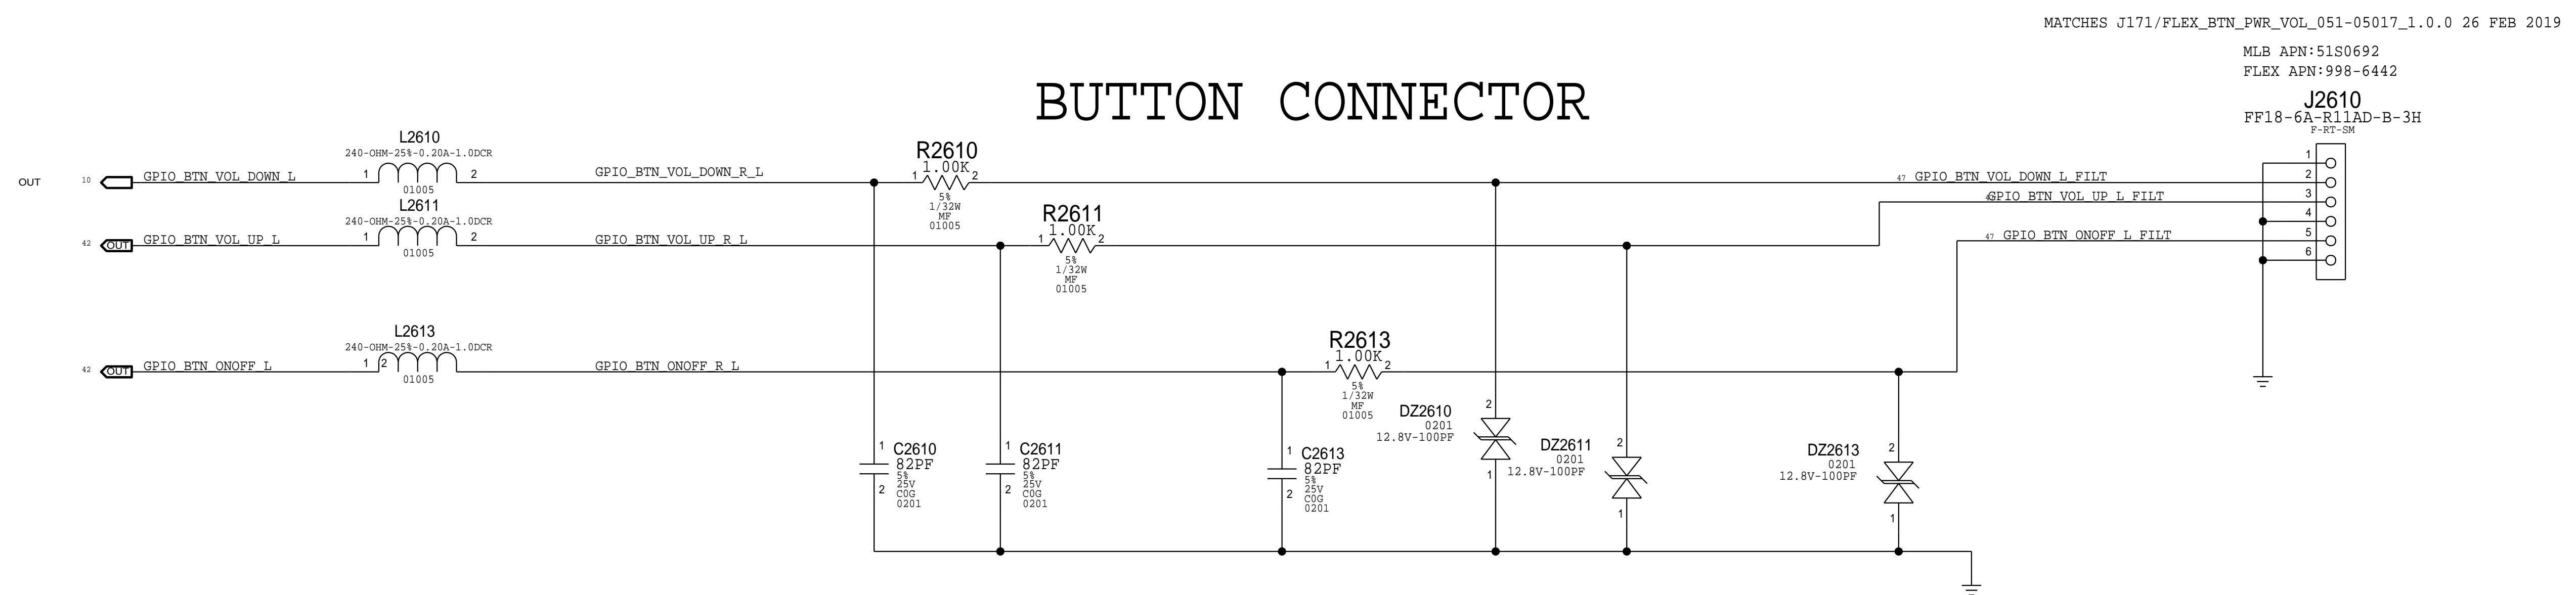 MATCHES J171/FLEX_BTN_PWR_VOL_051-05017_1.0.0 26 FEB 2019
MLB APN:51S0692
FLEX APN:998-6442
BUTTON CONNECTOR
J2610
FF18-6A-R11AD-B-3H
F-RT-SM
L2610
240-OHM-25%-0.20A-1.0DCR
OUT 10 GPIO_BTN_VOL_DOWN_L 1 2 GPIO_BTN_VOL_DOWN_R_L
01005
R2610
1.00K
1 2
5%
1/32W
MF
01005
47 GPIO_BTN_VOL_DOWN_L_FILT
GPIO_BTN_VOL_UP_L_FILT
47 GPIO_BTN_ONOFF_L_FILT
1
2
3
4
5
6
L2611
240-OHM-25%-0.20A-1.0DCR
42 OUT GPIO_BTN_VOL_UP_L 1 2 GPIO_BTN_VOL_UP_R_L
01005
R2611
1.00K
1 2
5%
1/32W
MF
01005
L2613
240-OHM-25%-0.20A-1.0DCR
42 OUT GPIO_BTN_ONOFF_L 1 2 GPIO_BTN_ONOFF_R_L
01005
R2613
1.00K
1 2
5%
1/32W
MF
01005
1
C2610
82PF
5%
25V
C0G
0201
2
1
C2611
82PF
5%
25V
C0G
0201
2
1
C2613
82PF
5%
25V
C0G
0201
2
2
DZ2610
0201
12.8V-100PF
1
2
DZ2611
0201
12.8V-100PF
1
2
DZ2613
0201
12.8V-100PF
1